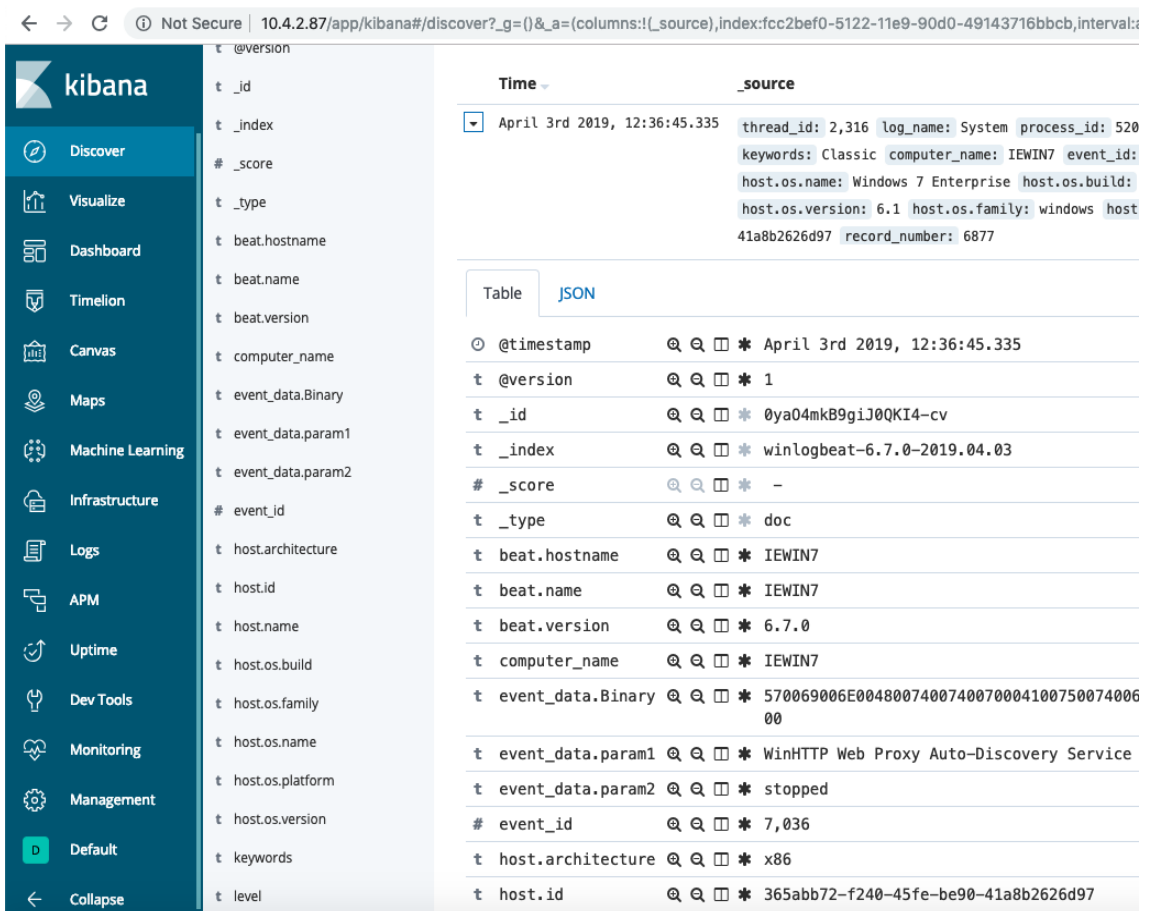 Not Secure | 10.4.2.87/app/kibana#/discover?_g=()&_a=(columns:!(_source),index:fcc2bef0-5122-11e9-90d0-49143716bbcb,interval:a
kibana
Discover
Visualize
Dashboard
Timelion
Canvas
Maps
Machine Learning
Infrastructure
Logs
APM
Uptime
Dev Tools
Monitoring
Management
D Default
Collapse
t @version
t _id
t _index
# _score
t _type
t beat.hostname
t beat.name
t beat.version
t computer_name
t event_data.Binary
t event_data.param1
t event_data.param2
# event_id
t host.architecture
t host.id
t host.name
t host.os.build
t host.os.family
t host.os.name
t host.os.platform
t host.os.version
t keywords
t level
Time _source
April 3rd 2019, 12:36:45.335 thread_id: 2,316 log_name: System process_id: 520
keywords: Classic computer_name: IEWIN7 event_id:
host.os.name: Windows 7 Enterprise host.os.build:
host.os.version: 6.1 host.os.family: windows host
41a8b2626d97 record_number: 6877
Table JSON
@timestamp April 3rd 2019, 12:36:45.335
t @version 1
t _id 0yaO4mkB9giJ0QKI4-cv
t _index winlogbeat-6.7.0-2019.04.03
# _score –
t _type doc
t beat.hostname IEWIN7
t beat.name IEWIN7
t beat.version 6.7.0
t computer_name IEWIN7
t event_data.Binary 570069006E0048007400740070004100750074006
00
t event_data.param1 WinHTTP Web Proxy Auto-Discovery Service
t event_data.param2 stopped
# event_id 7,036
t host.architecture x86
t host.id 365abb72-f240-45fe-be90-41a8b2626d97